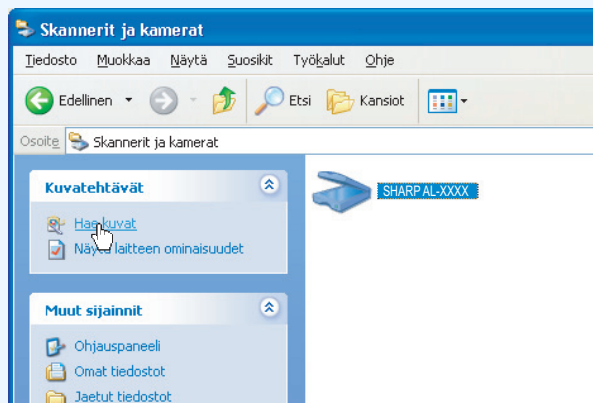 Skannerit ja kamerat
Tiedosto Muokkaa Näytä Suosikit Työkalut Ohje
Edellinen Etsi Kansiot
Osoite Skannerit ja kamerat
Kuvatehtävät
Hae kuvat
Näytä laitteen ominaisuudet
Muut sijainnit
Ohjauspaneeli
Omat tiedostot
Jaetut tiedostot
SHARP AL-XXXX